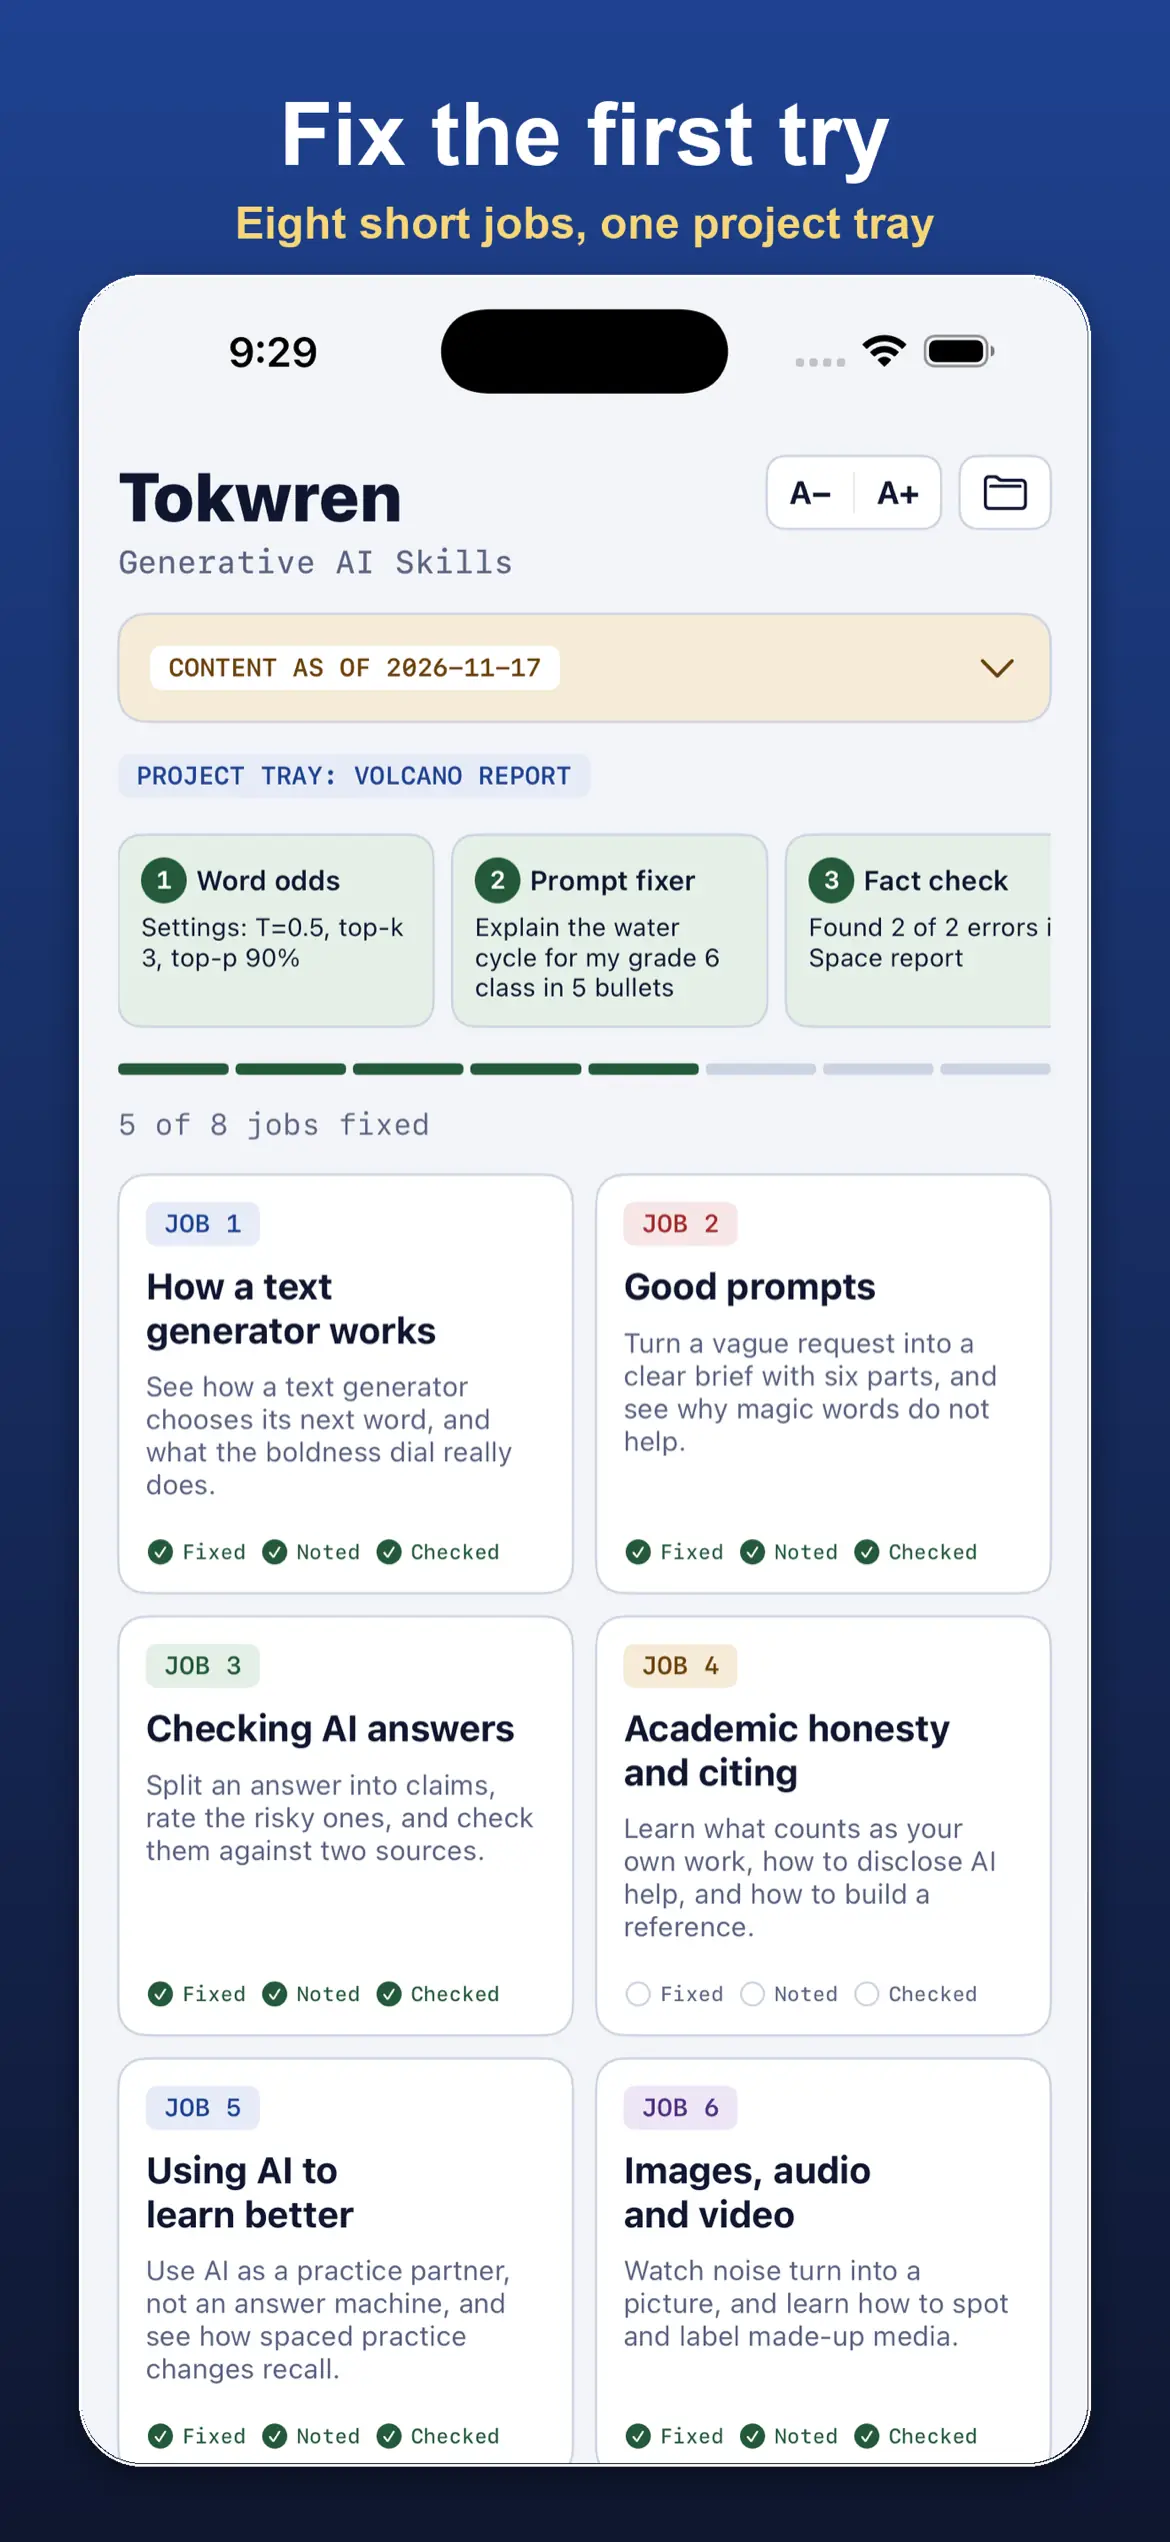 Fix the first try
Eight short jobs, one project tray
9:29
Tokwren
A− A+
Generative AI Skills
CONTENT AS OF 2026–11–17
PROJECT TRAY: VOLCANO REPORT
1 Word odds
Settings: T=0.5, top-k
3, top-p 90%
2 Prompt fixer
Explain the water
cycle for my grade 6
class in 5 bullets
3 Fact check
Found 2 of 2 errors i
Space report
5 of 8 jobs fixed
JOB 1
How a text
generator works
See how a text generator
chooses its next word, and
what the boldness dial really
does.
Fixed Noted Checked
JOB 2
Good prompts
Turn a vague request into a
clear brief with six parts, and
see why magic words do not
help.
Fixed Noted Checked
JOB 3
Checking AI answers
Split an answer into claims,
rate the risky ones, and check
them against two sources.
Fixed Noted Checked
JOB 4
Academic honesty
and citing
Learn what counts as your
own work, how to disclose AI
help, and how to build a
reference.
Fixed Noted Checked
JOB 5
Using AI to
learn better
Use AI as a practice partner,
not an answer machine, and
see how spaced practice
changes recall.
Fixed Noted Checked
JOB 6
Images, audio
and video
Watch noise turn into a
picture, and learn how to spot
and label made-up media.
Fixed Noted Checked